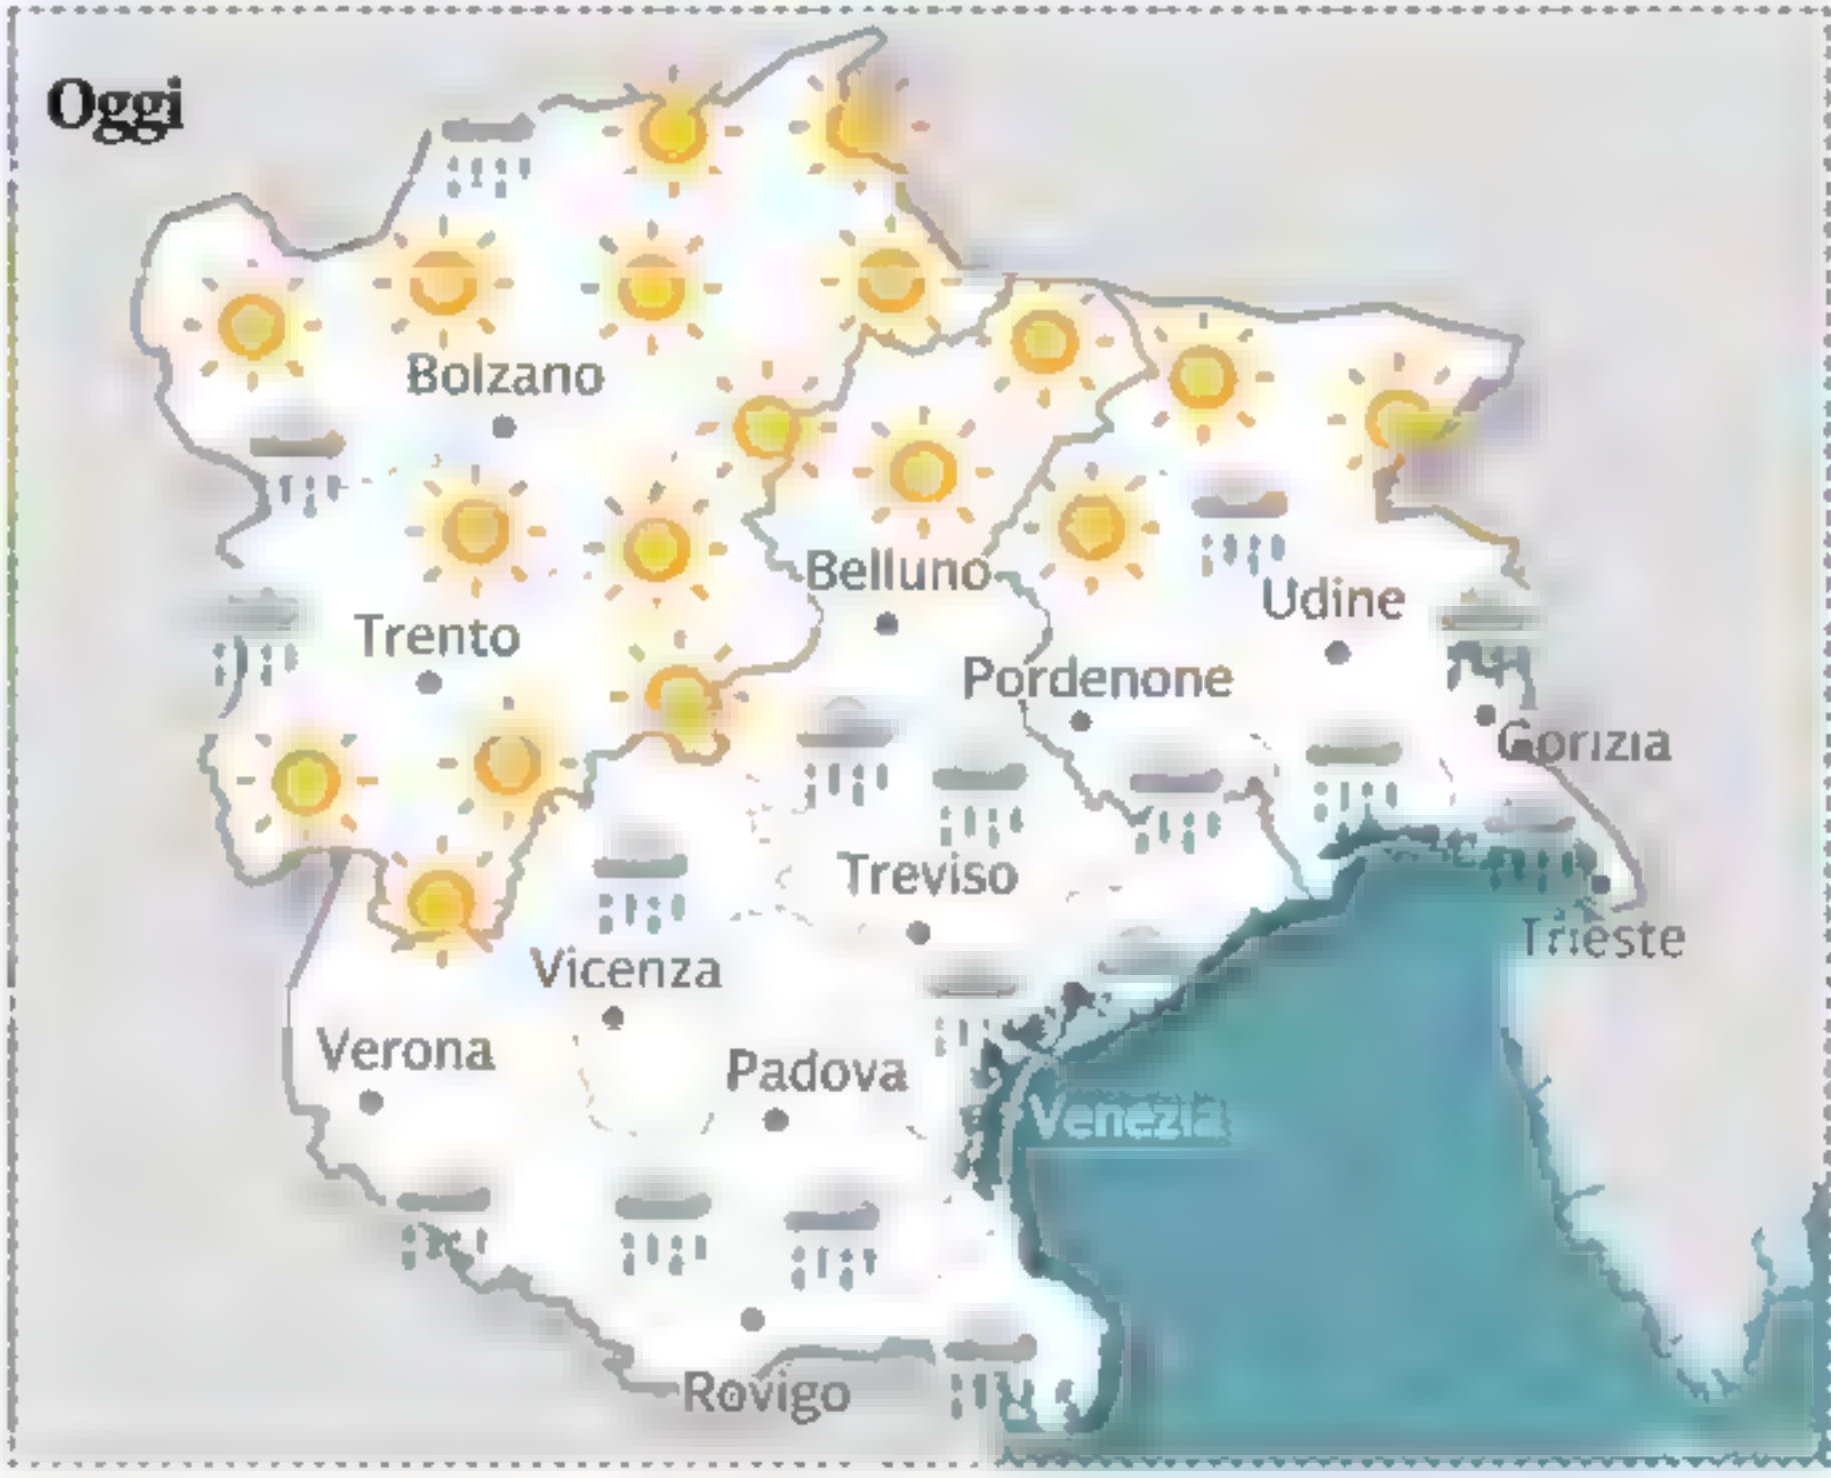 Oggi
Bolzano
Belluno
Udine
Trento
Pordenone
Gorizia
Treviso
Trieste
Vicenza
Verona
Padova
Venezia
Rovigo